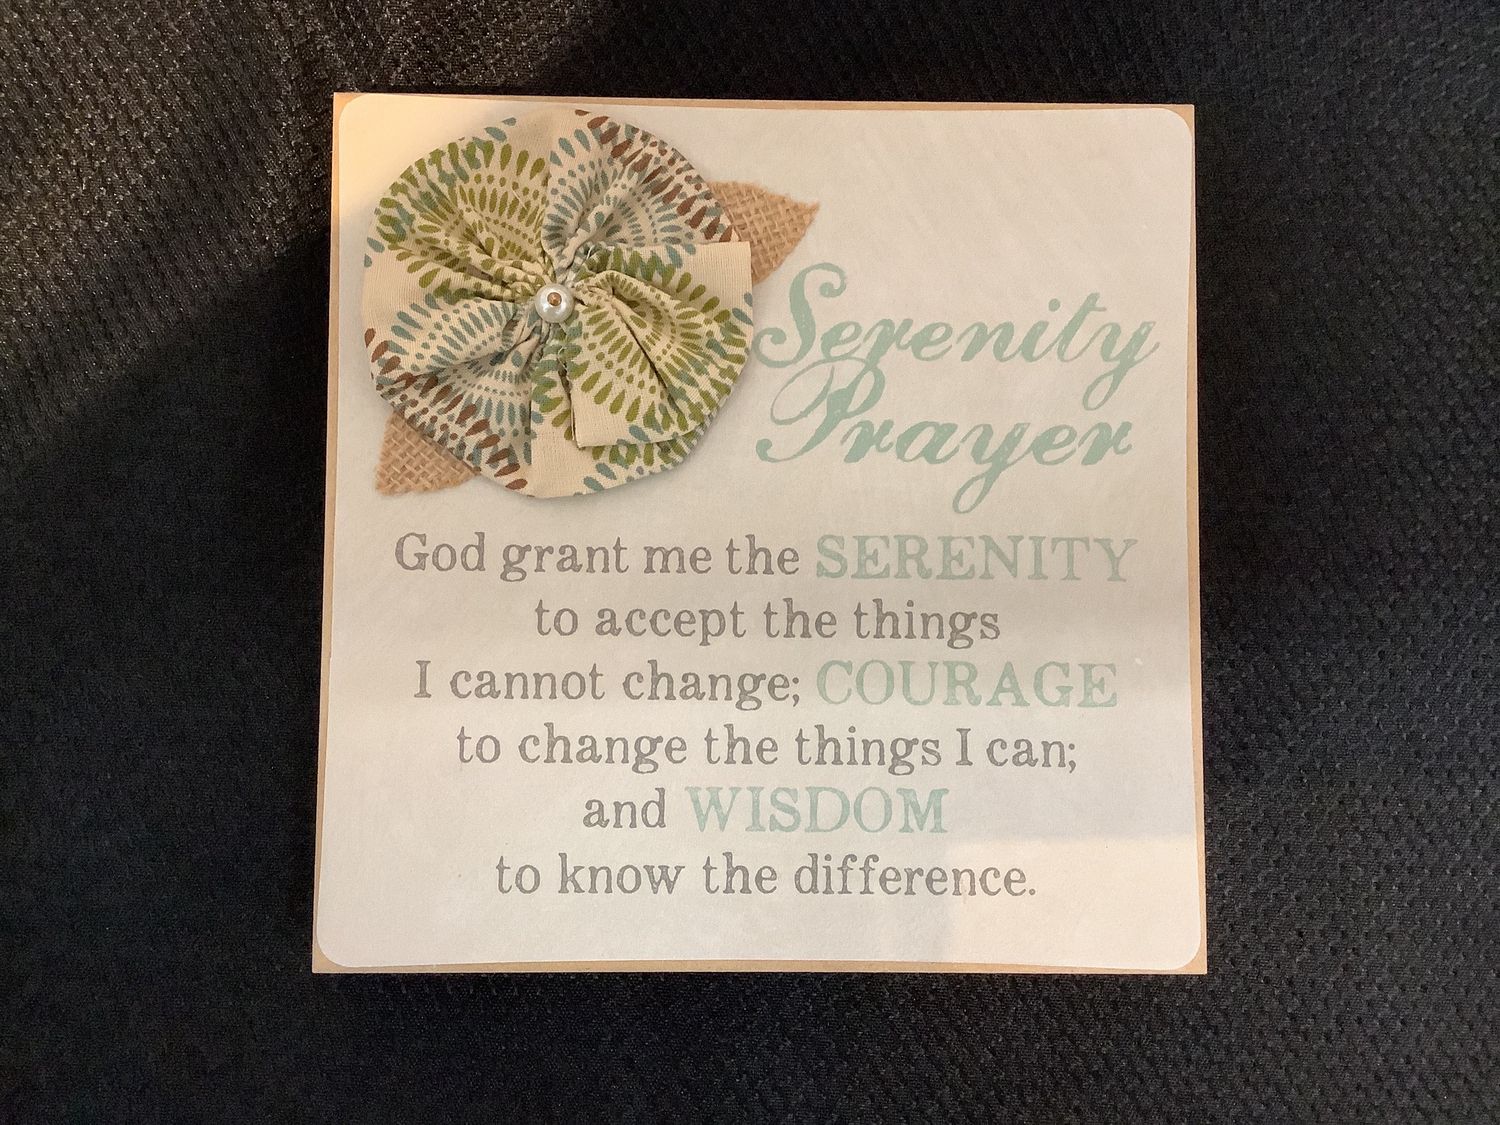 Serenity
Prayer
God grant me the SERENITY
to accept the things
I cannot change; COURAGE
to change the things I can;
and WISDOM
to know the difference.